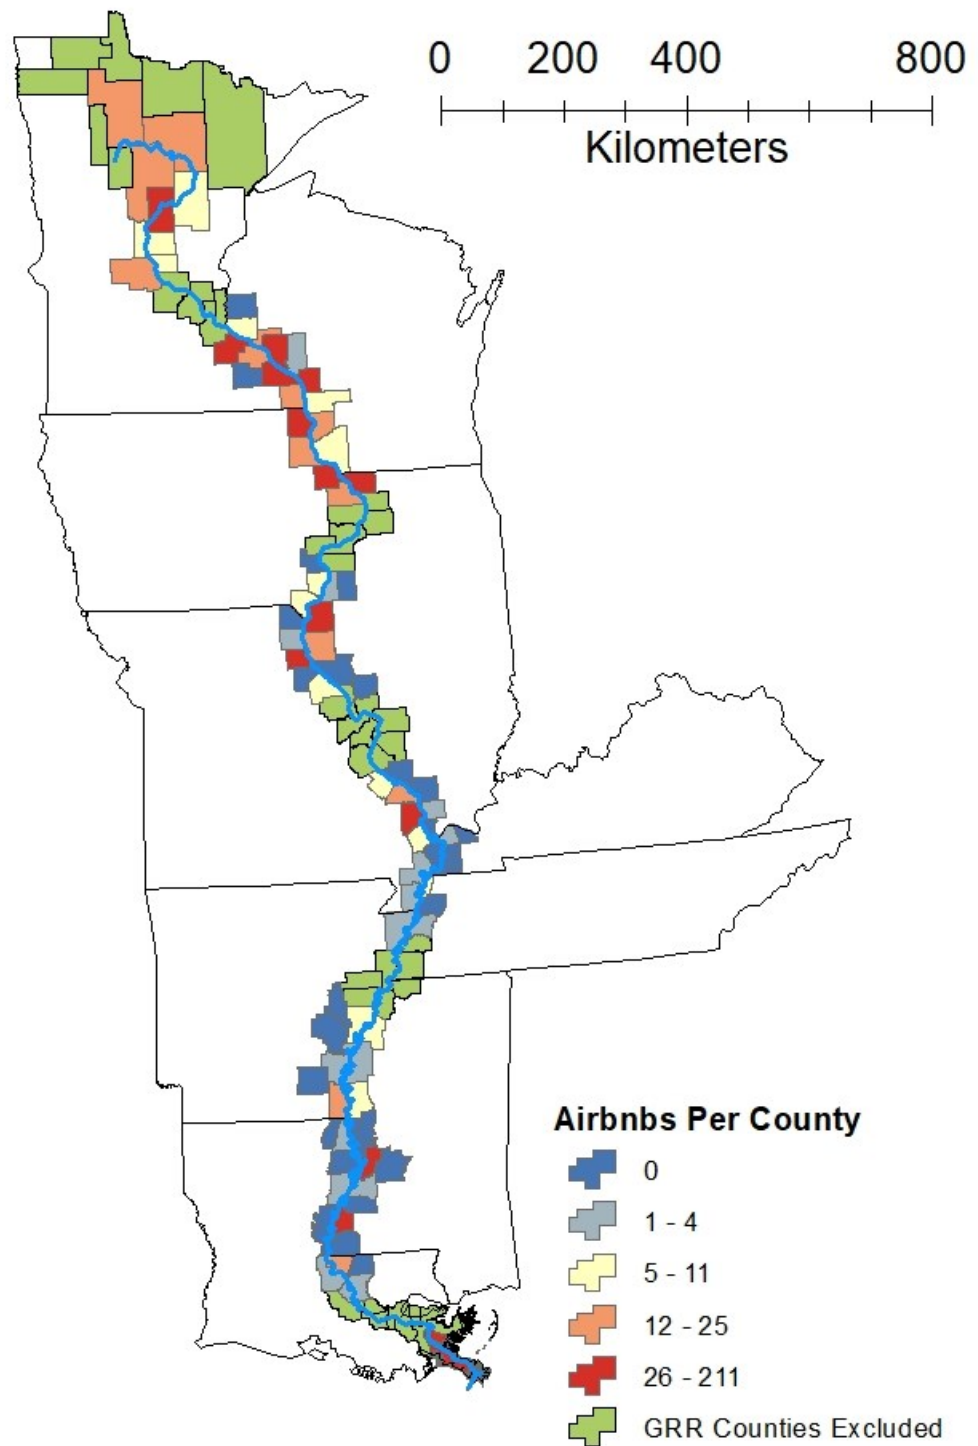 0 200 400 800
Kilometers
Airbnbs Per County
0
1 - 4
5 - 11
12 - 25
26 - 211
GRR Counties Excluded